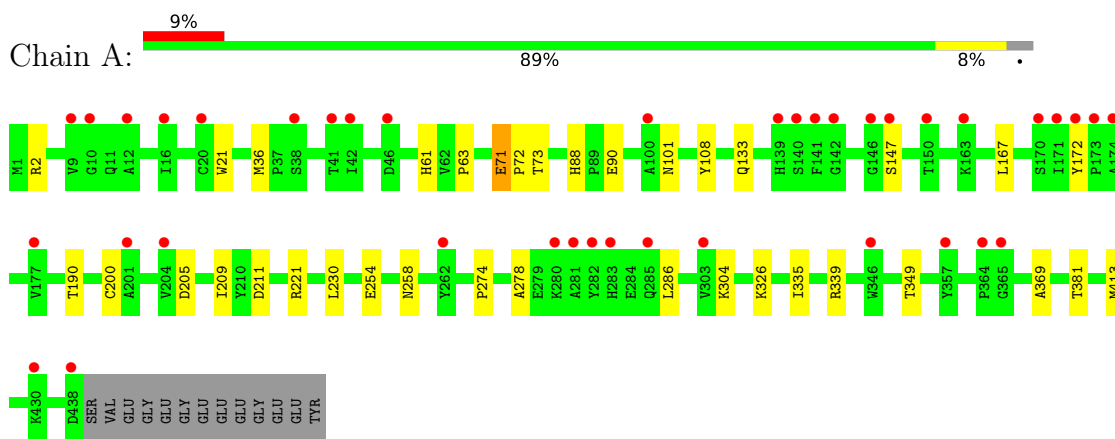 9%
Chain A:
89% 8% •
M1 R2 V9 G10 Q11 A12 I16 C20 W21 M36 P37 S38 T41 I42 D46 H61 V62 P63 E71 P72 T73 H88 P89 E90 A100 N101 Y108 Q133 H139 S140 F141 G142 G146 S147 T150 K163 L167 S170 I171 Y172 P173 A174
V177 T190 C200 A201 V204 D205 I209 Y210 D211 R221 L230 E254 N258 Y262 P274 A278 E279 K280 A281 Y282 H283 E284 Q285 L286 V303 K304 K326 I335 R339 W346 T349 Y357 P364 G365 A369 T381 M413
K430 D438 SER VAL GLU GLY GLU GLY GLU GLU GLU GLY GLU GLU TYR